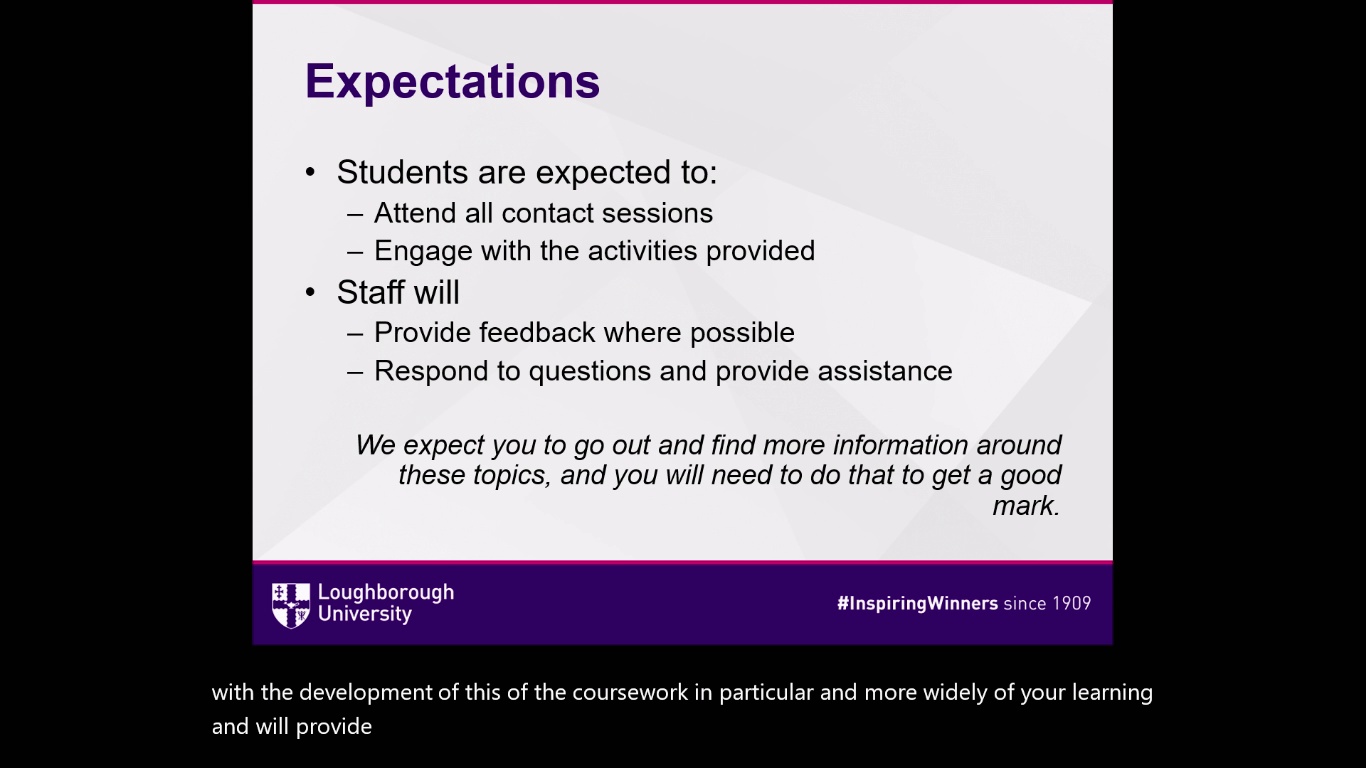 Expectations
• Students are expected to:
– Attend all contact sessions
– Engage with the activities provided
• Staff will
– Provide feedback where possible
– Respond to questions and provide assistance
We expect you to go out and find more information around
these topics, and you will need to do that to get a good
mark.
Loughborough
University
#InspiringWinners since 1909
with the development of this of the coursework in particular and more widely of your learning
and will provide